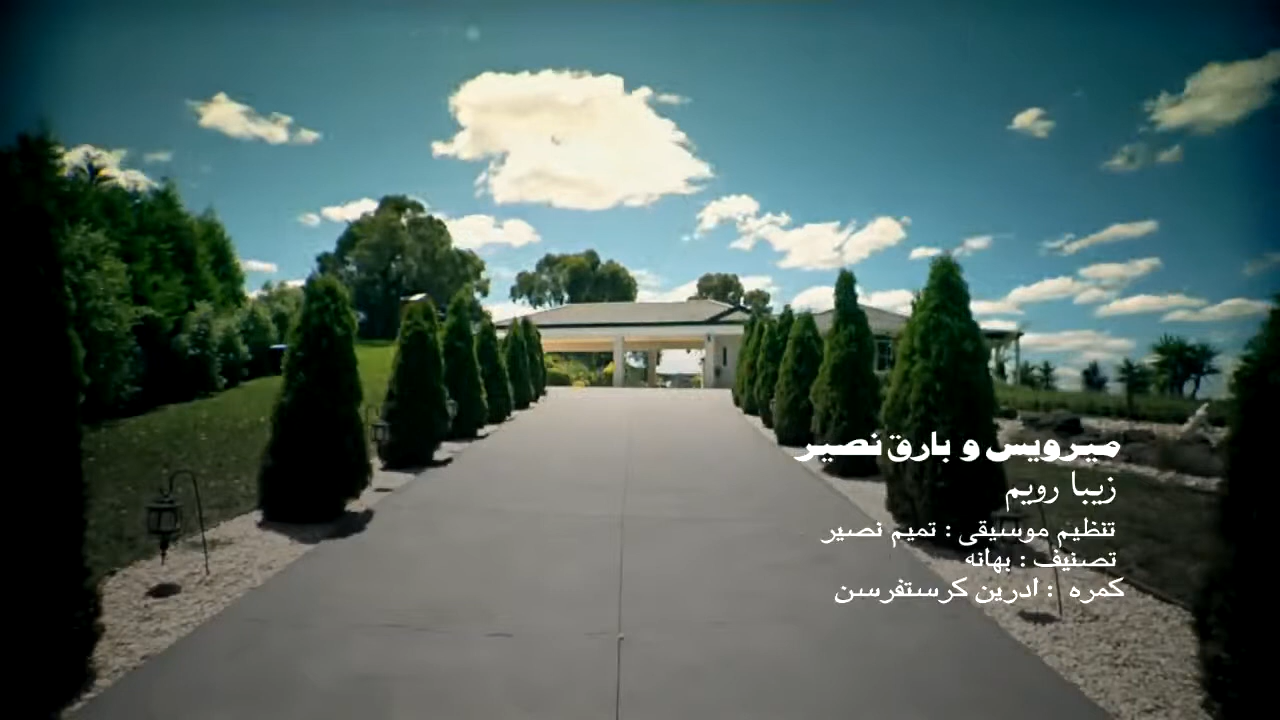 میرویس و بارق نصیر
زیبا رویم
تنظیم موسیقی : تمیم نصیر
تصنیف : بهانه
کمره : ادرین کرستفرسن